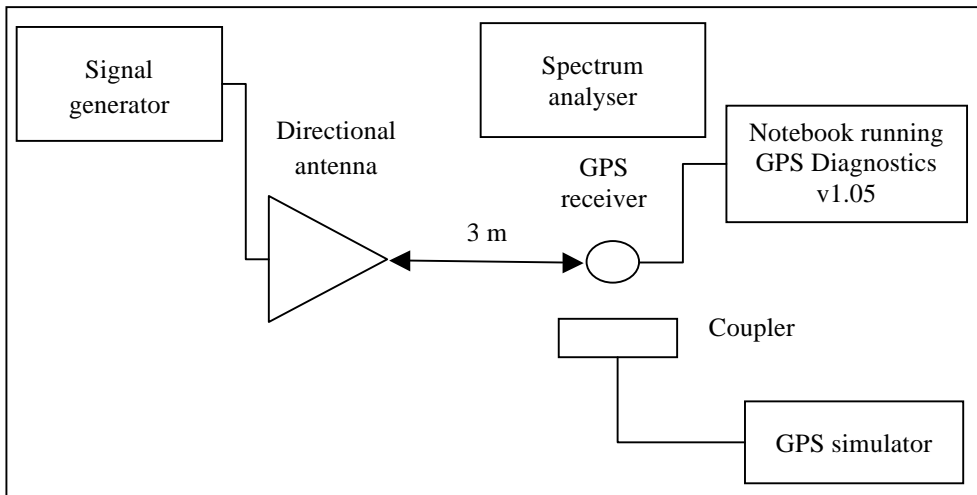 Signal
generator
Directional
antenna
Spectrum
analyser
GPS
receiver
Notebook running
GPS Diagnostics
v1.05
3 m
Coupler
GPS simulator